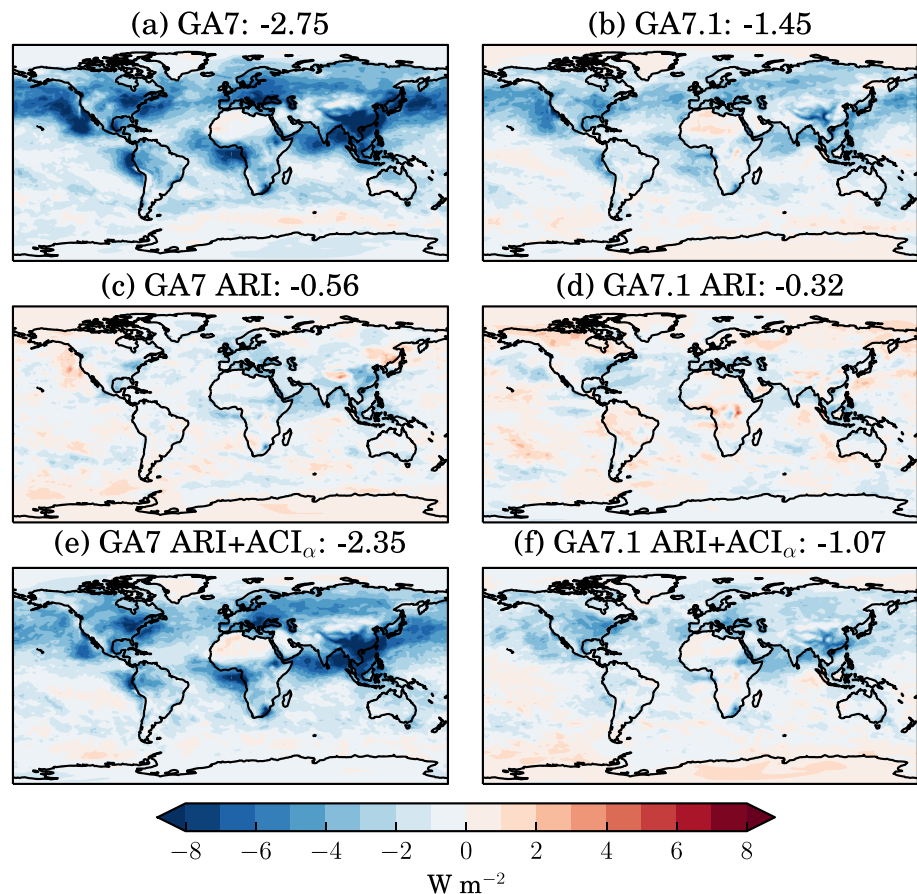 (a) GA7: -2.75
(b) GA7.1: -1.45
(c) GA7 ARI: -0.56
(d) GA7.1 ARI: -0.32
(e) GA7 ARI+ACIα: -2.35
(f) GA7.1 ARI+ACIα: -1.07
−8 −6 −4 −2 0 2 4 6 8
W m−2